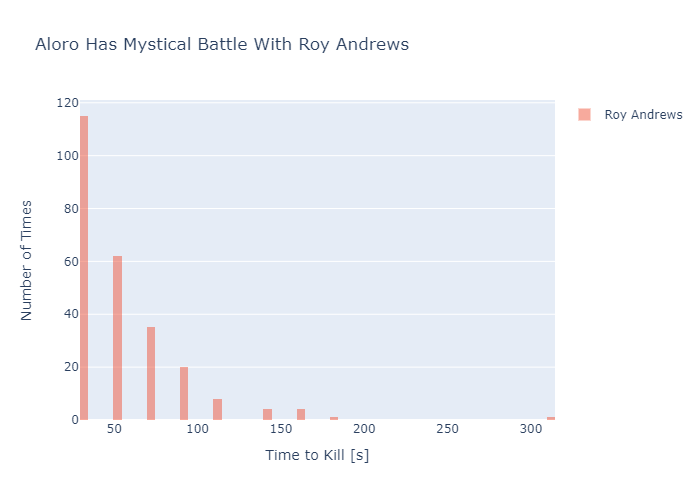 Aloro Has Mystical Battle With Roy Andrews
Roy Andrews
Number of Times
120
100
80
60
40
20
0
50 100 150 200 250 300
Time to Kill [s]